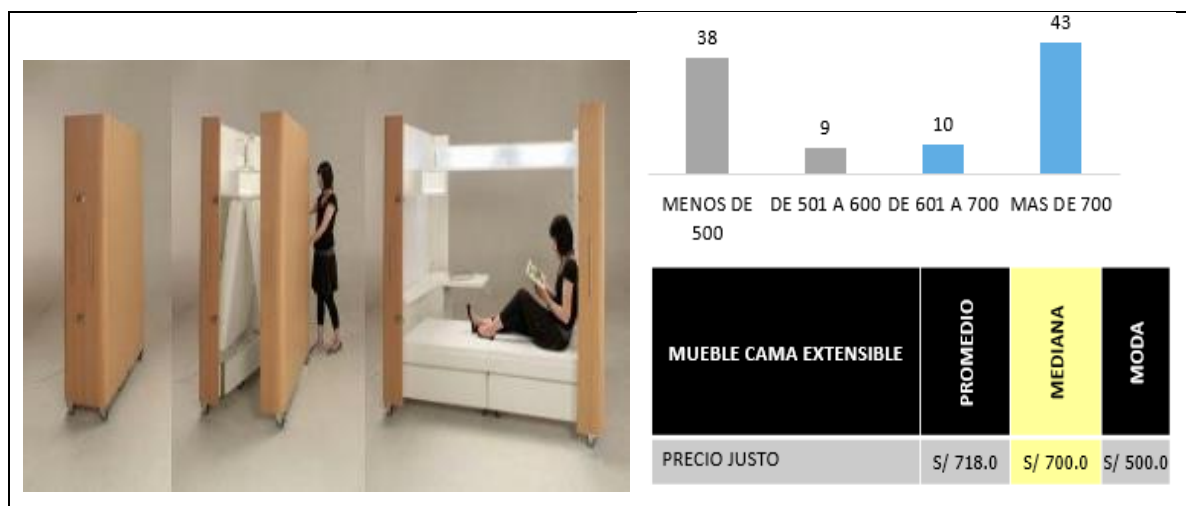 38
9
10
43
MENOS DE 500
DE 501 A 600
DE 601 A 700
MAS DE 700
MUEBLE CAMA EXTENSIBLE
PROMEDIO
MEDIANA
MODA
PRECIO JUSTO
S/ 718.0
S/ 700.0
S/ 500.0